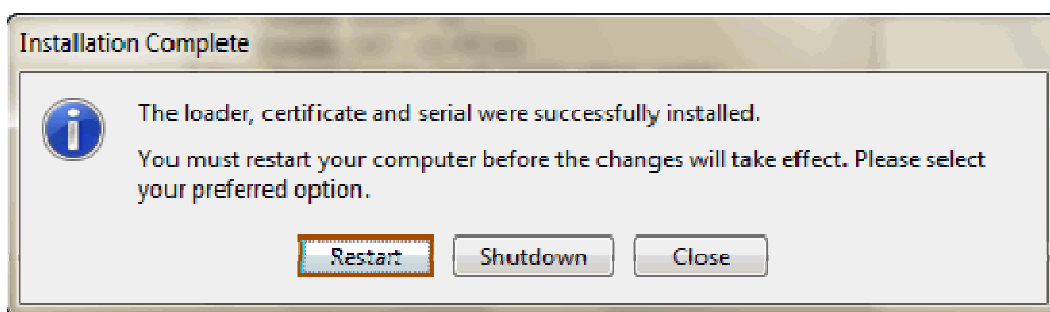 Installation Complete
The loader, certificate and serial were successfully installed.
You must restart your computer before the changes will take effect. Please select
your preferred option.
Restart Shutdown Close